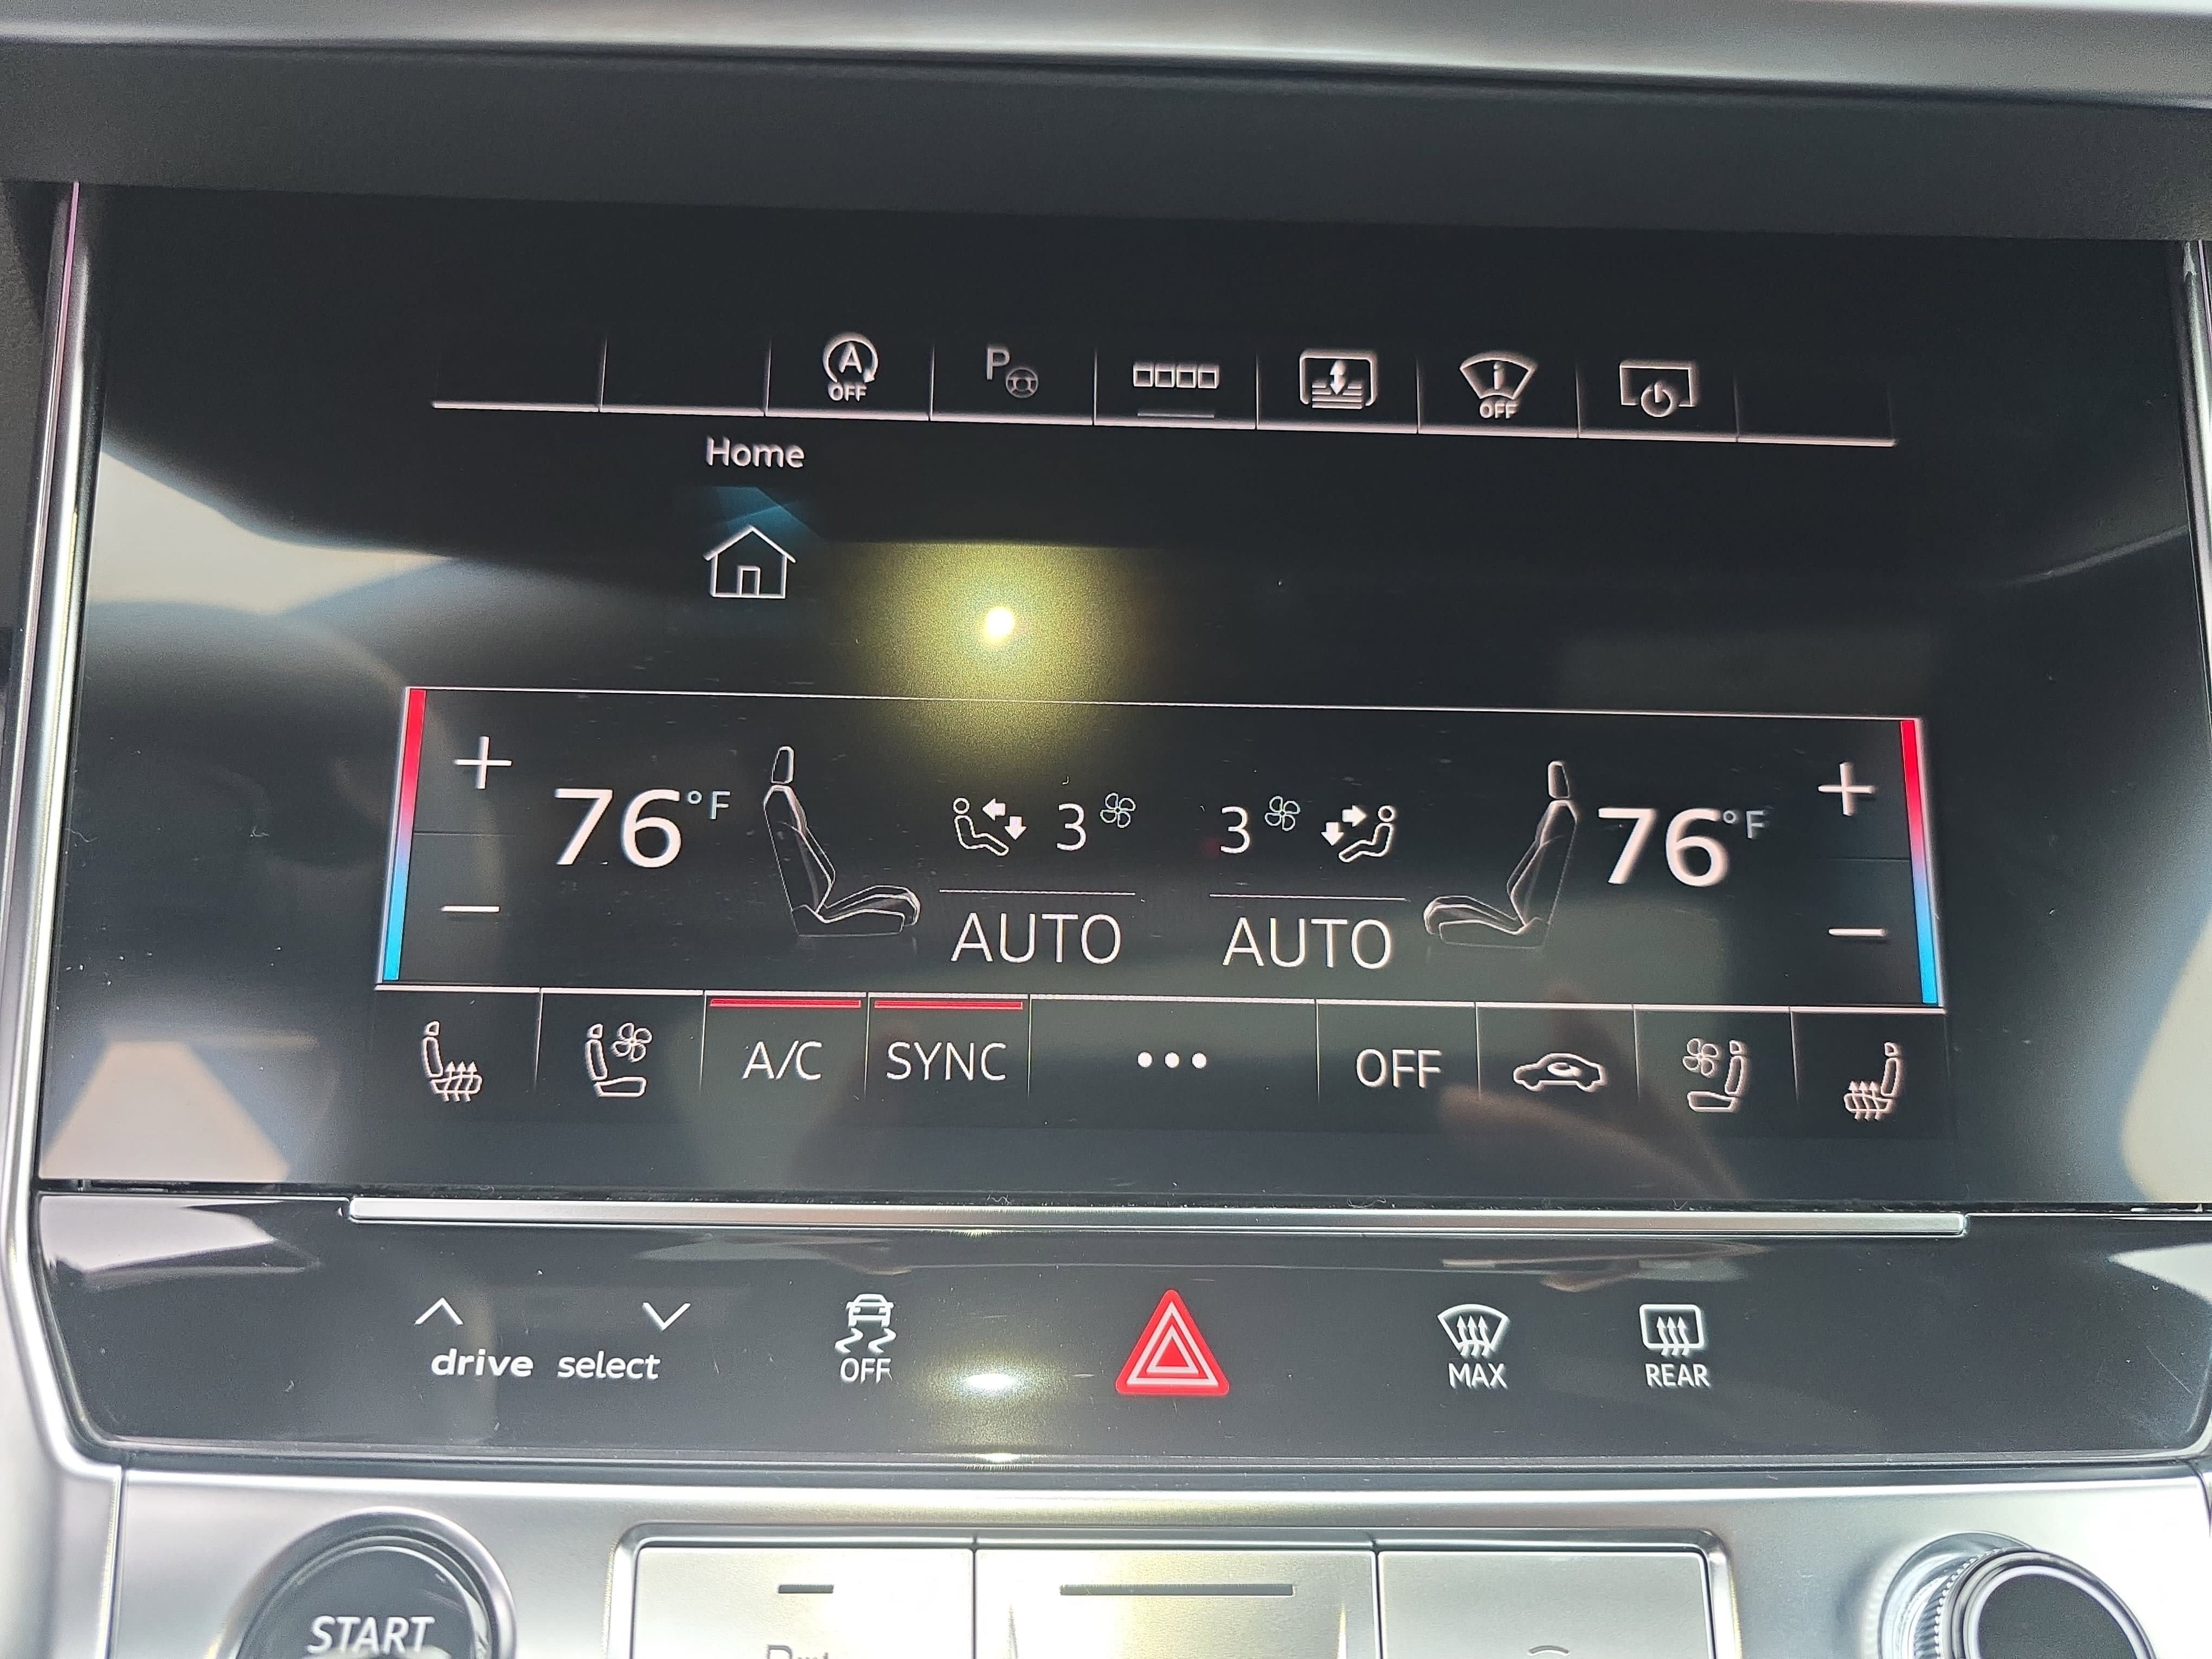 A
OFF
P
i
OFF
Home
+ 76°F 3 3 76°F +
- AUTO AUTO -
A/C SYNC ••• OFF
drive select OFF MAX REAR
START